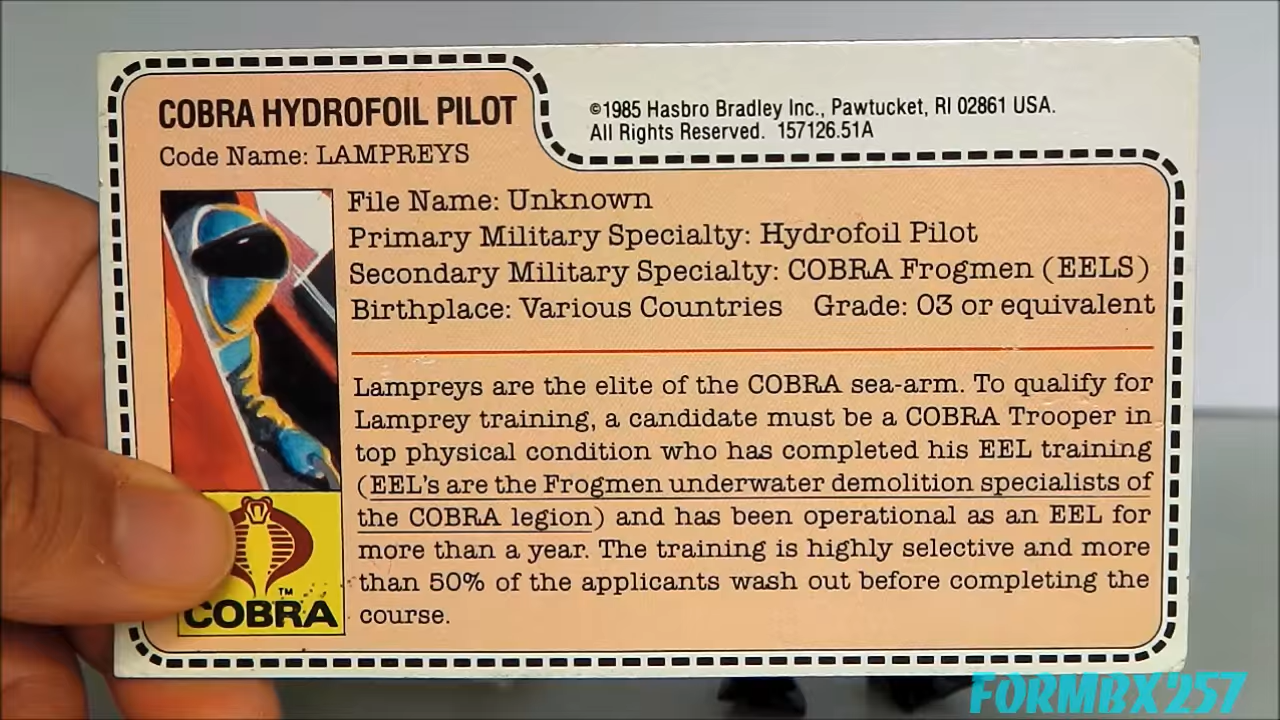 COBRA HYDROFOIL PILOT
Code Name: LAMPREYS
©1985 Hasbro Bradley Inc., Pawtucket, RI 02861 USA.
All Rights Reserved. 157126.51A
File Name: Unknown
Primary Military Specialty: Hydrofoil Pilot
Secondary Military Specialty: COBRA Frogmen (EELS)
Birthplace: Various Countries Grade: 03 or equivalent
Lampreys are the elite of the COBRA sea-arm. To qualify for
Lamprey training, a candidate must be a COBRA Trooper in
top physical condition who has completed his EEL training
(EEL's are the Frogmen underwater demolition specialists of
the COBRA legion) and has been operational as an EEL for
more than a year. The training is highly selective and more
than 50% of the applicants wash out before completing the
course.
TM
COBRA
FORMBX'257